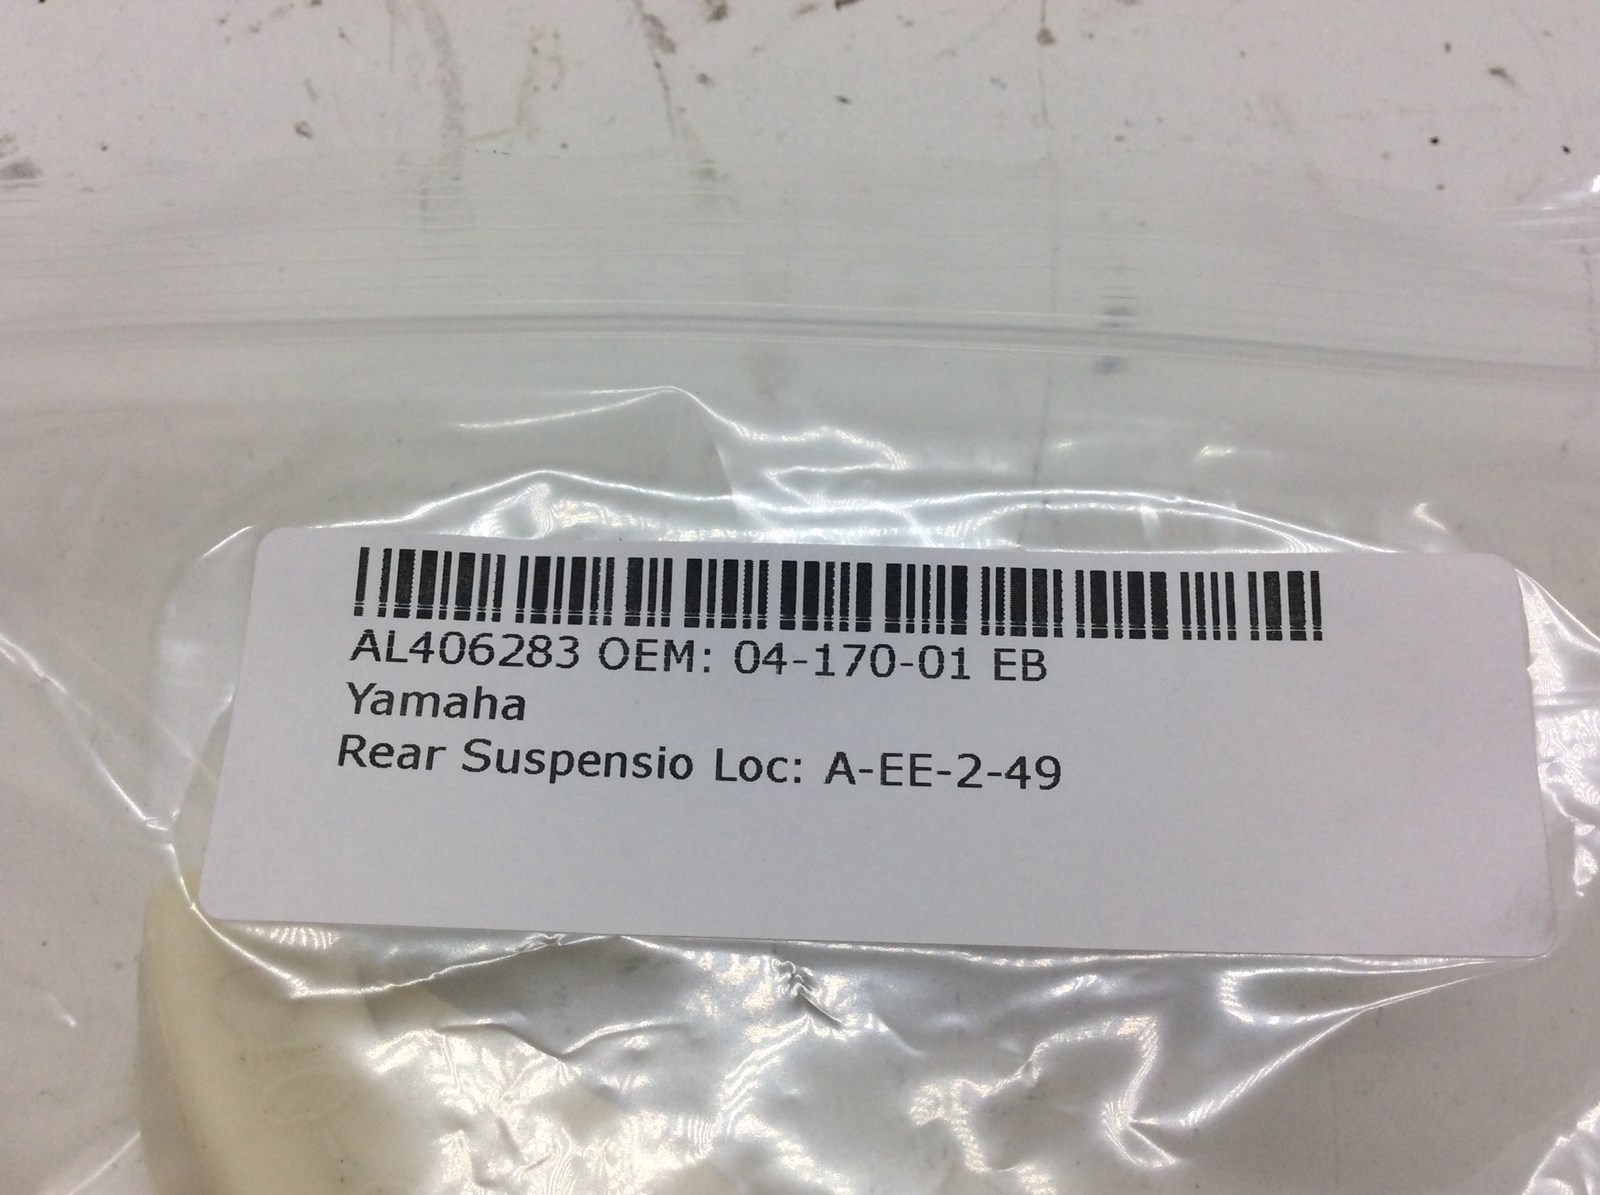 AL406283 OEM: 04-170-01 EB
Yamaha
Rear Suspensio Loc: A-EE-2-49